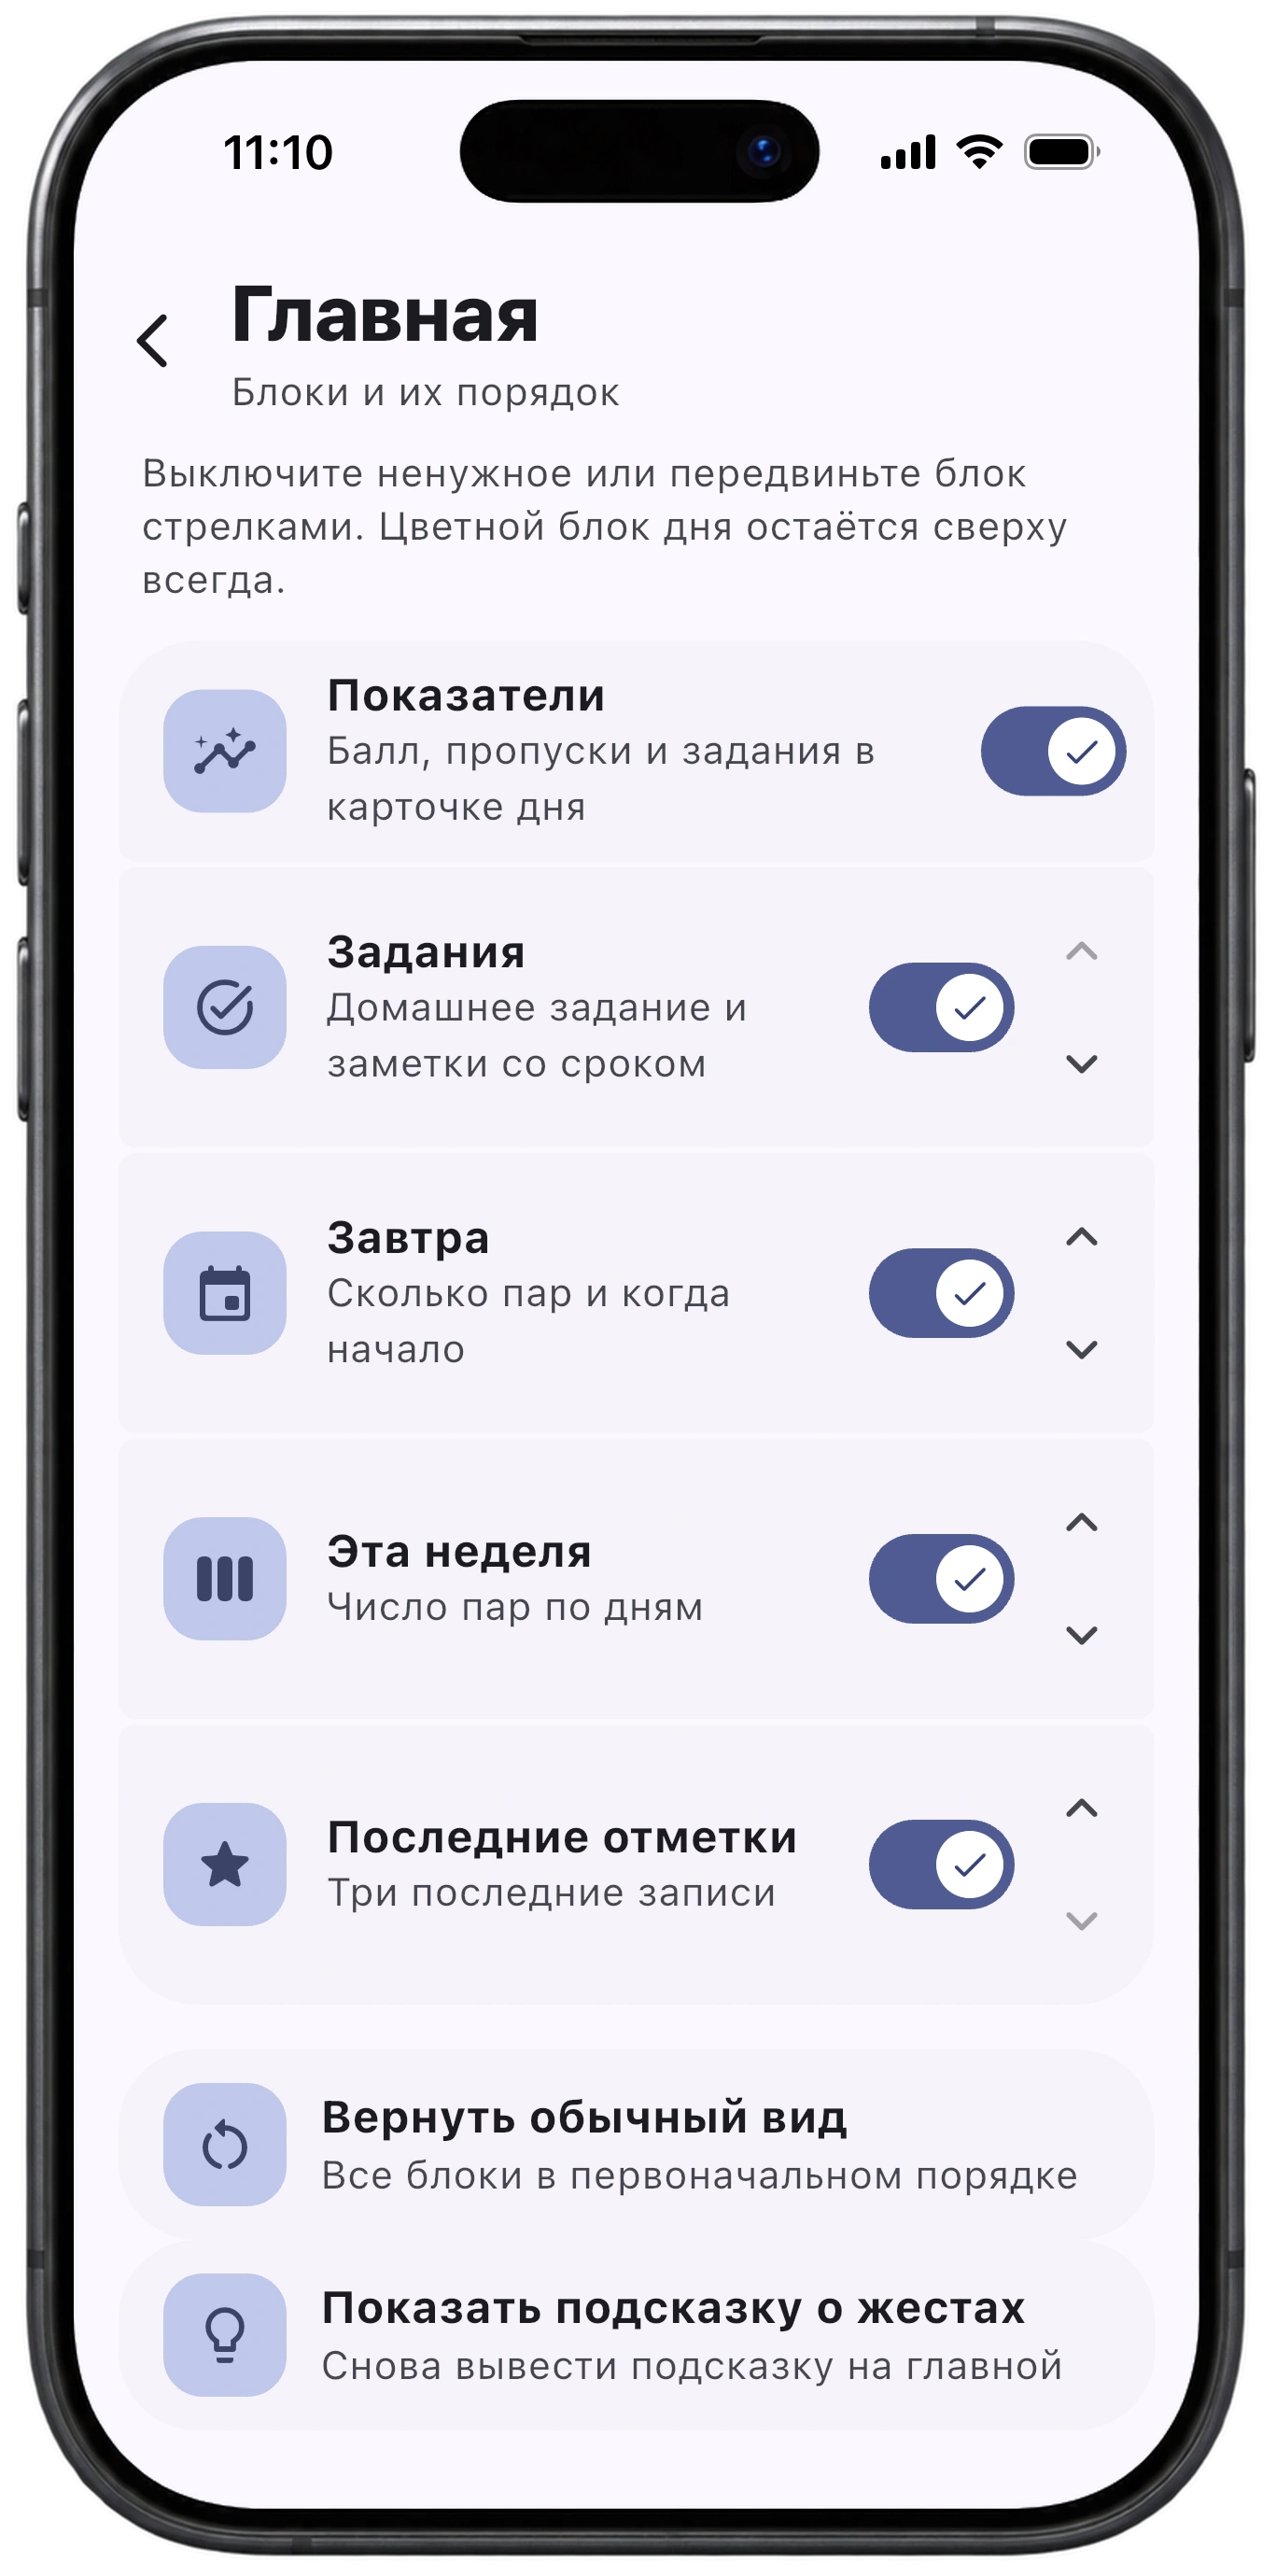 11:10
Главная
Блоки и их порядок
Выключите ненужное или передвиньте блок
стрелками. Цветной блок дня остаётся сверху
всегда.
Показатели
Балл, пропуски и задания в
карточке дня
Задания
Домашнее задание и
заметки со сроком
Завтра
Сколько пар и когда
начало
Эта неделя
Число пар по дням
Последние отметки
Три последние записи
Вернуть обычный вид
Все блоки в первоначальном порядке
Показать подсказку о жестах
Снова вывести подсказку на главной